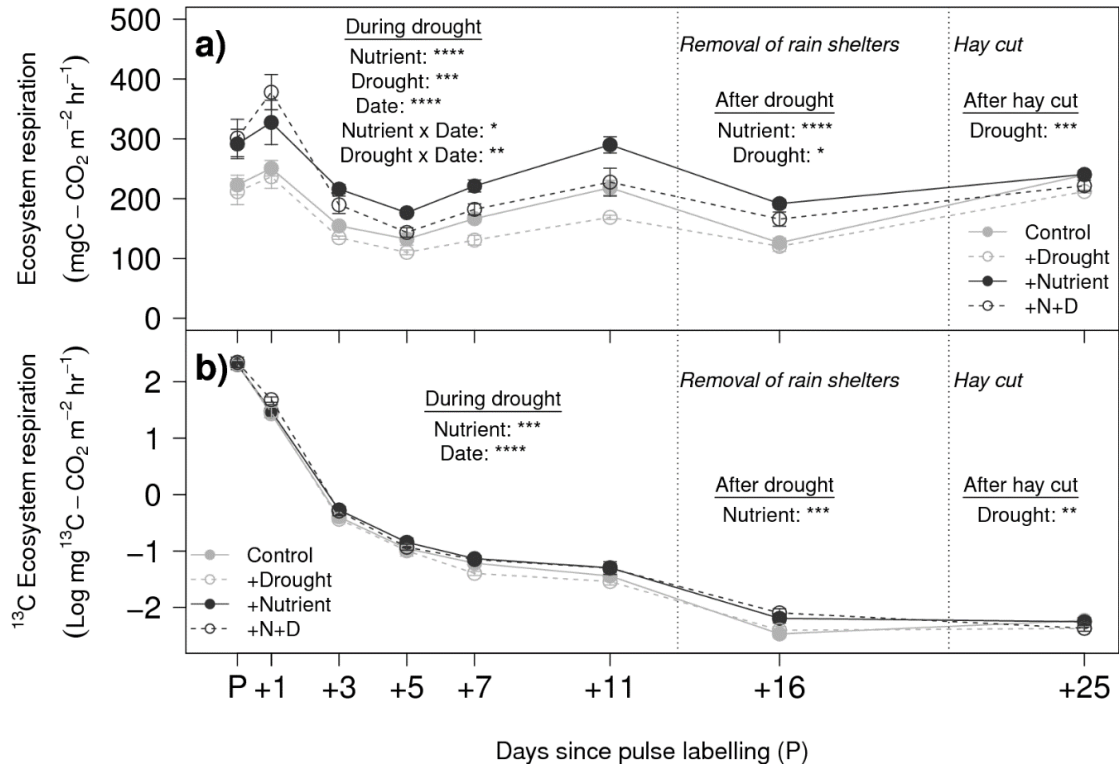 a)
Ecosystem respiration
(mgC – CO₂ m⁻² hr⁻¹)
500
400
300
200
100
0
During drought
Nutrient: ****
Drought: ***
Date: ****
Nutrient x Date: *
Drought x Date: **
Removal of rain shelters
After drought
Nutrient: ****
Drought: *
Hay cut
After hay cut
Drought: ***
Control
+Drought
+Nutrient
+N+D
b)
¹³C Ecosystem respiration
(Log mg¹³C – CO₂ m⁻² hr⁻¹)
2
1
0
−1
−2
During drought
Nutrient: ***
Date: ****
Removal of rain shelters
After drought
Nutrient: ***
Hay cut
After hay cut
Drought: **
Control
+Drought
+Nutrient
+N+D
P +1 +3 +5 +7 +11 +16 +25
Days since pulse labelling (P)